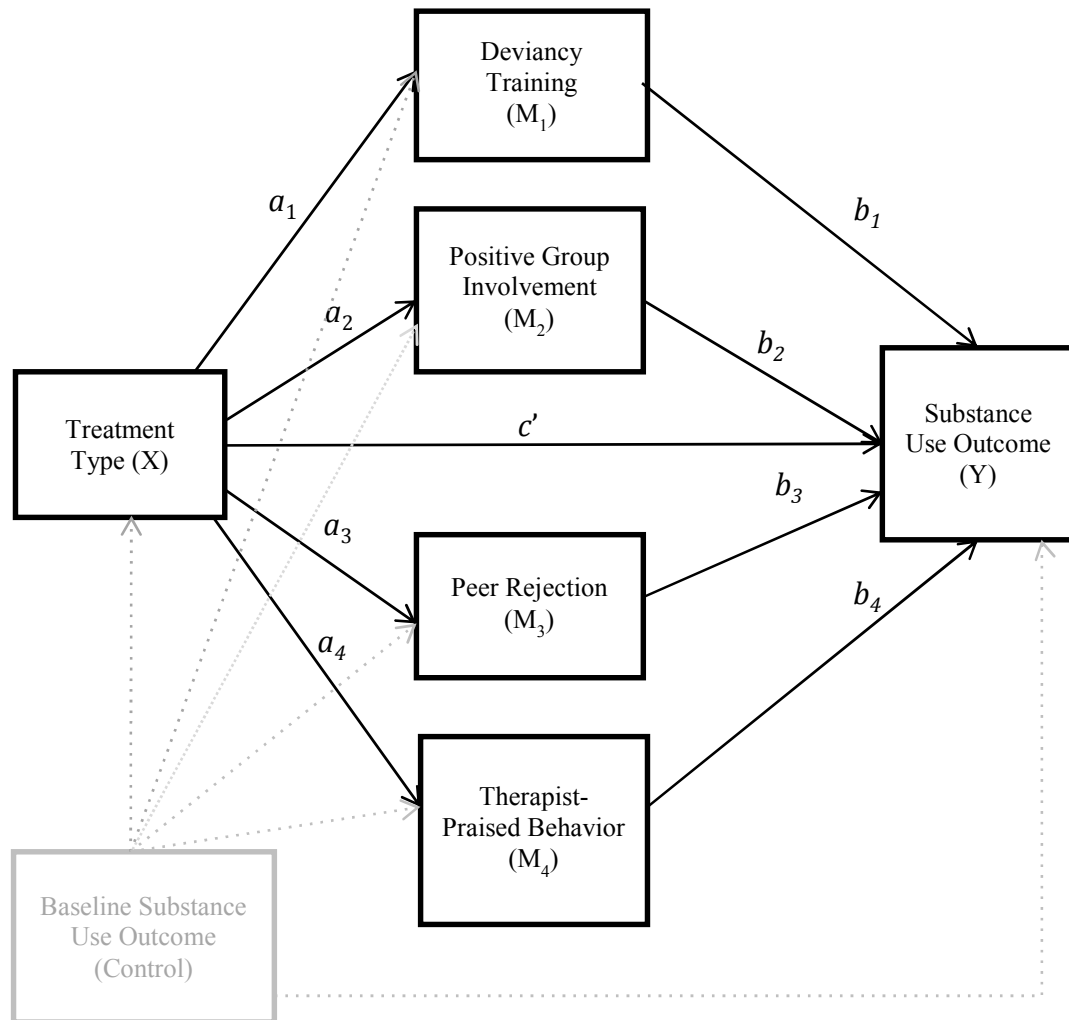 Deviancy
Training
(M₁)
a₁
b₁
Positive Group
Involvement
(M₂)
a₂
b₂
Treatment
Type (X)
c'
Substance
Use Outcome
(Y)
a₃
b₃
Peer Rejection
(M₃)
a₄
b₄
Therapist-
Praised Behavior
(M₄)
Baseline Substance
Use Outcome
(Control)